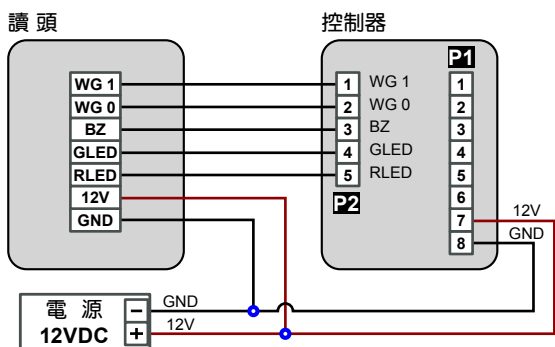 讀 頭
控制器
P1
WG 1
WG 0
BZ
GLED
RLED
12V
GND
1 WG 1
2 WG 0
3 BZ
4 GLED
5 RLED
P2
1
2
3
4
5
6
7
8
12V
GND
電 源
12VDC
－
+
GND
12V